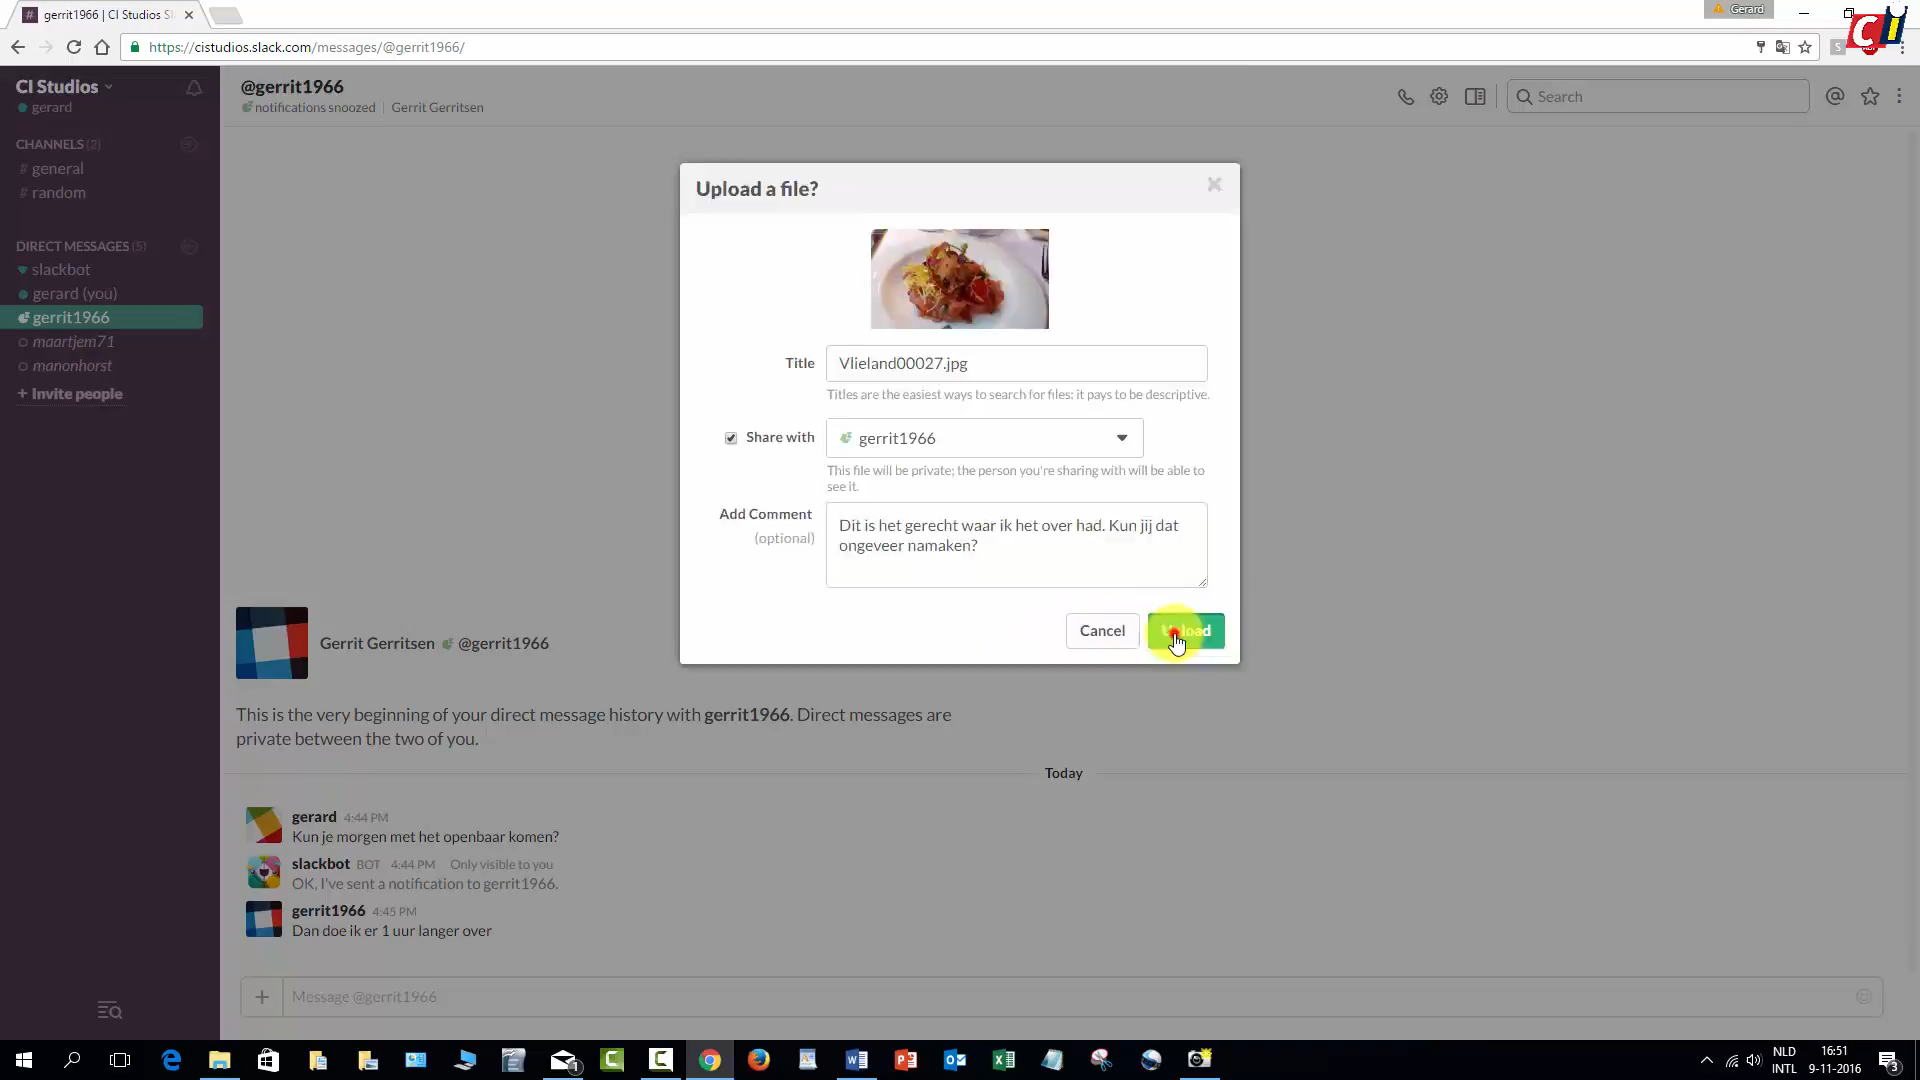 gerrit1966 | CI Studios S
Gerard
https://cistudios.slack.com/messages/@gerrit1966/
CI Studios
gerard
CHANNELS (2)
# general
# random
DIRECT MESSAGES (5)
slackbot
gerard (you)
gerrit1966
maartjem71
manonhorst
+ Invite people
@gerrit1966
notifications snoozed | Gerrit Gerritsen
Search
Upload a file?
Title
Vlieland00027.jpg
Titles are the easiest ways to search for files; it pays to be descriptive.
Share with
gerrit1966
This file will be private; the person you're sharing with will be able to
see it.
Add Comment
(optional)
Dit is het gerecht waar ik het over had. Kun jij dat
ongeveer namaken?
Cancel
Upload
Gerrit Gerritsen @gerrit1966
This is the very beginning of your direct message history with gerrit1966. Direct messages are
private between the two of you.
Today
gerard 4:44 PM
Kun je morgen met het openbaar komen?
slackbot BOT 4:44 PM Only visible to you
OK, I've sent a notification to gerrit1966.
gerrit1966 4:45 PM
Dan doe ik er 1 uur langer over
Message @gerrit1966
NLD
INTL
16:51
9-11-2016
3